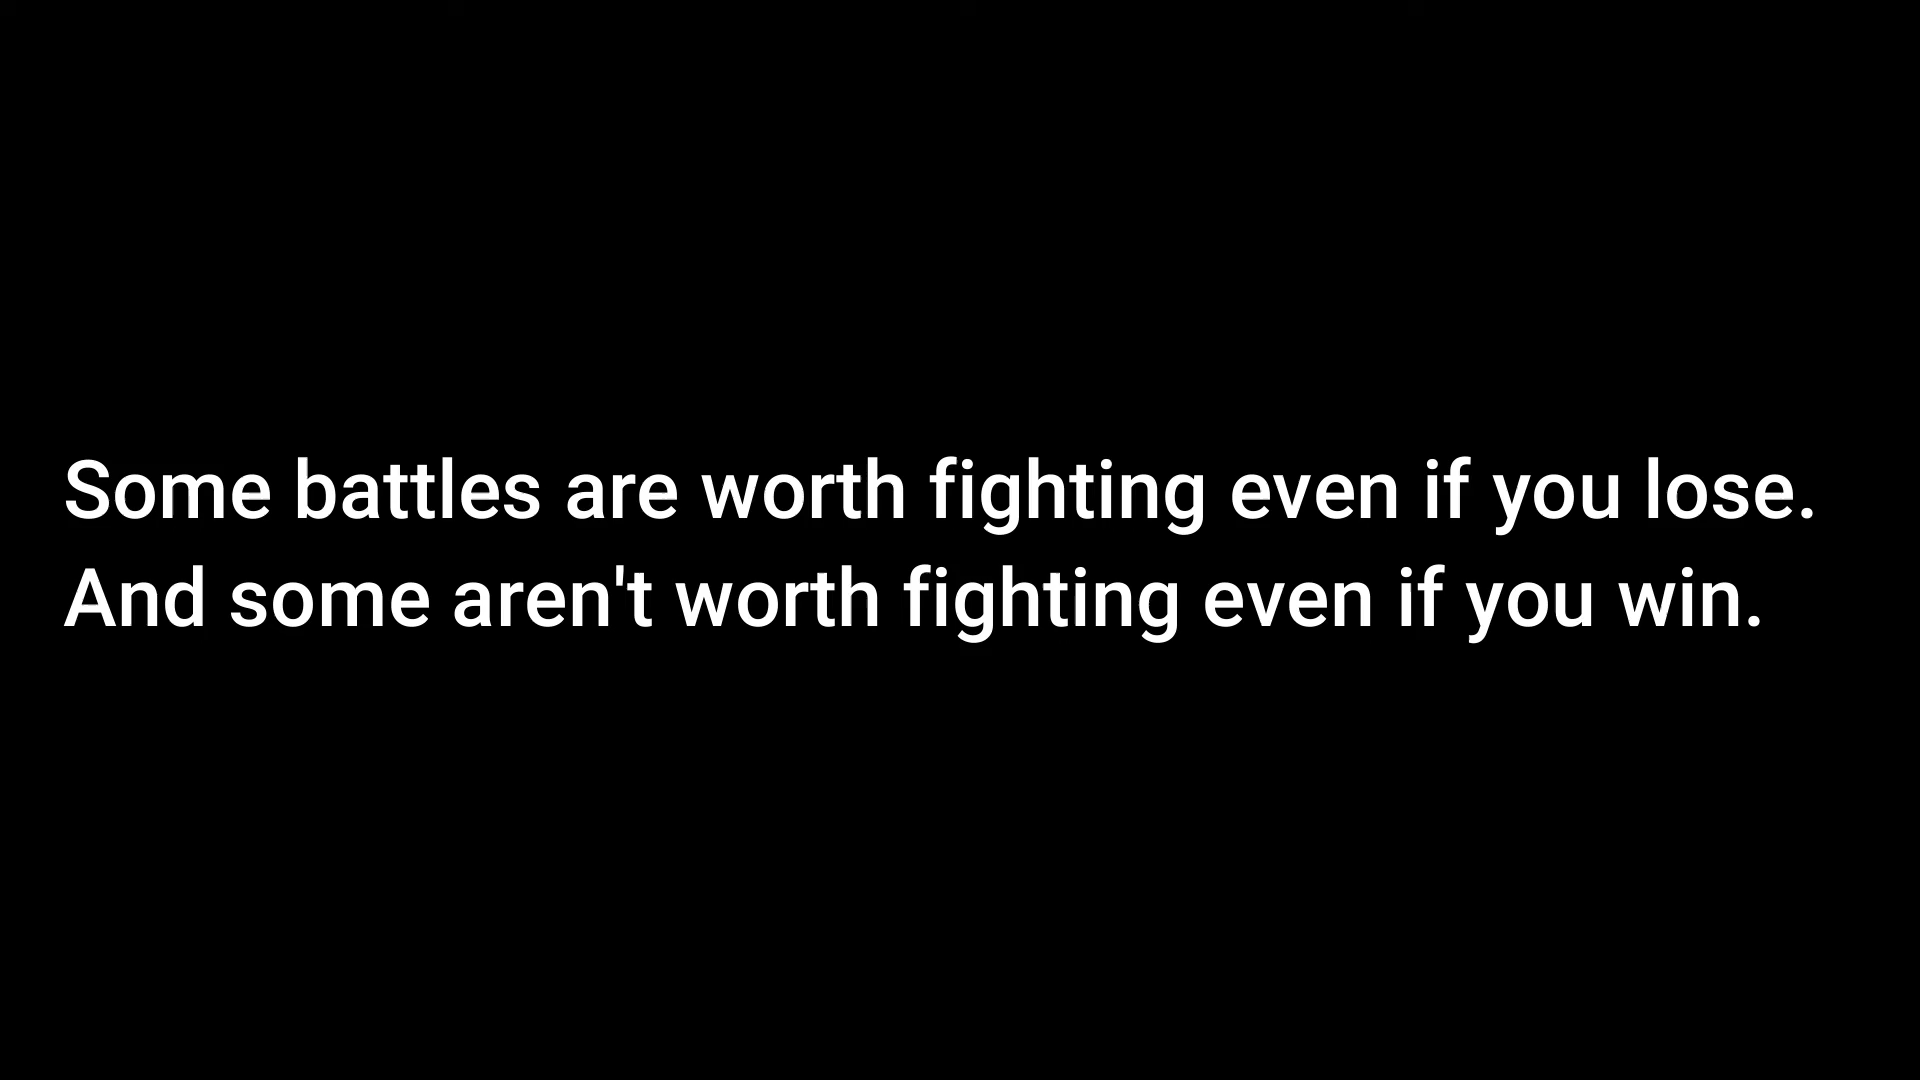 Some battles are worth fighting even if you lose.
And some aren't worth fighting even if you win.